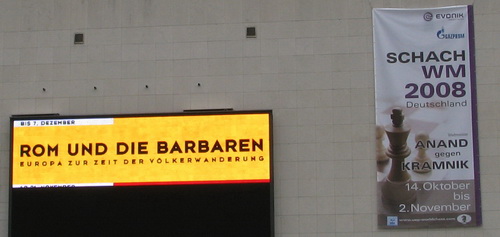 BIS 7. DEZEMBER
ROM UND DIE BARBAREN
EUROPA ZUR ZEIT DER VÖLKERWANDERUNG
EVONIK
GAZPROM
SCHACH
WM
2008
Deutschland
ANAND
gegen
KRAMNIK
14. Oktober
bis
2. November